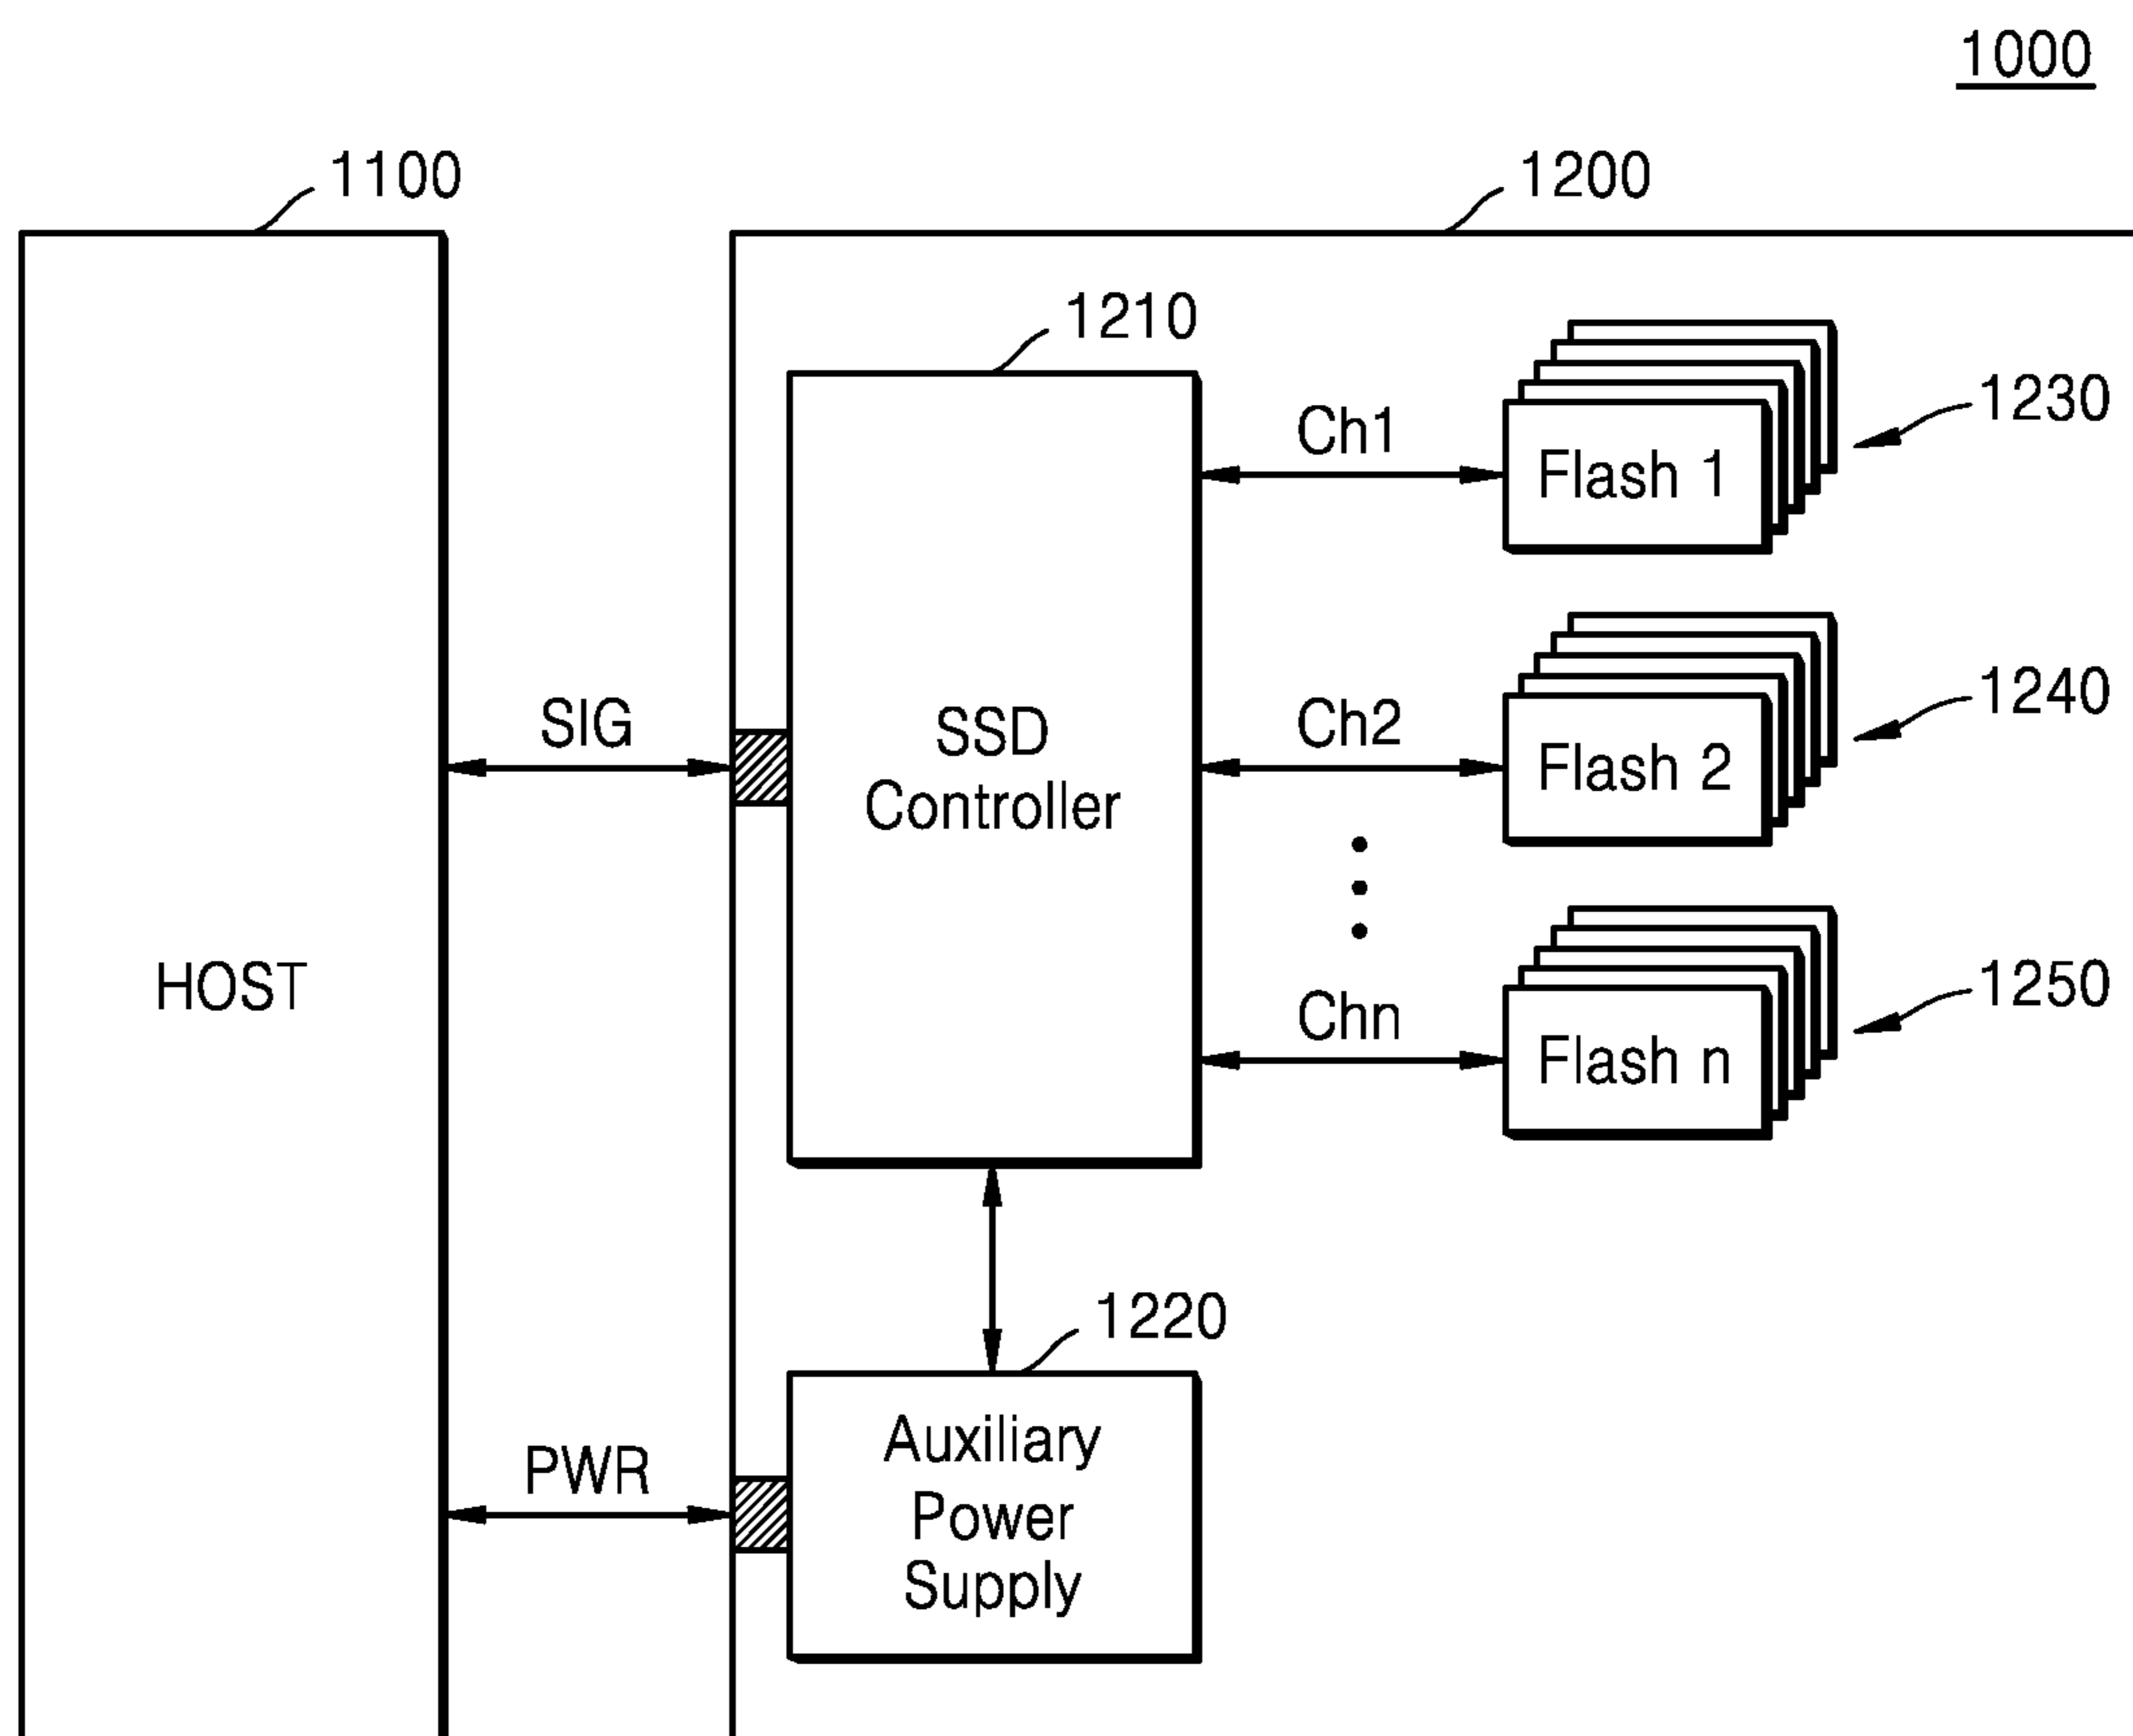 1000
1100
1200
1210
Ch1
Flash 1
1230
SIG
SSD
Controller
Ch2
Flash 2
1240
HOST
Chn
Flash n
1250
1220
PWR
Auxiliary
Power
Supply